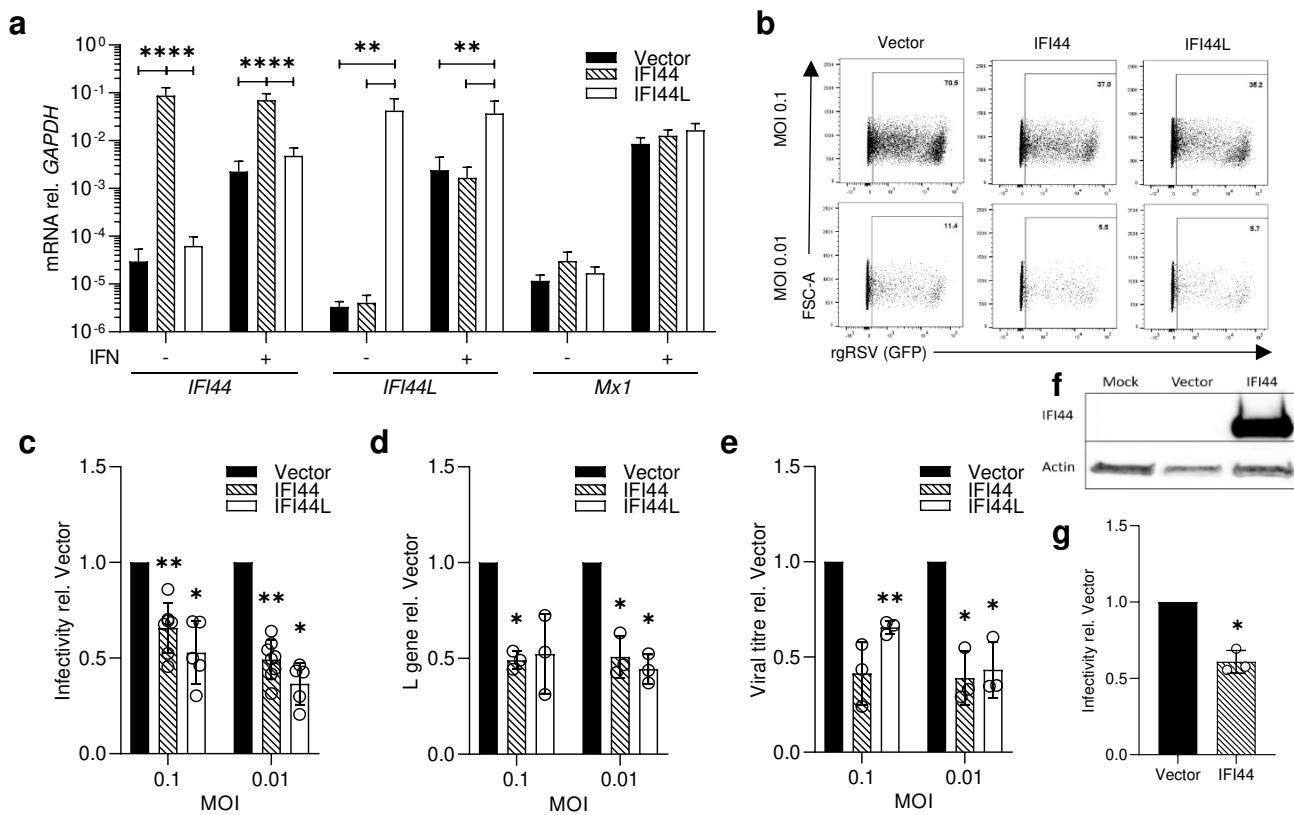 a
10⁰
10⁻¹
10⁻²
10⁻³
10⁻⁴
10⁻⁵
10⁻⁶
mRNA rel. GAPDH
**** **** ** **
Vector
IFI44
IFI44L
IFN - + - + - +
IFI44 IFI44L Mx1
b
Vector IFI44 IFI44L
MOI 0.1
70.5 37.0 35.2
MOI 0.01
11.4 5.5 5.7
FSC-A
rgRSV (GFP)
c
Vector
IFI44
IFI44L
Infectivity rel. Vector
1.5
1.0
0.5
0.0
** * ** *
0.1 0.01
MOI
d
Vector
IFI44
IFI44L
L gene rel. Vector
1.5
1.0
0.5
0.0
* * *
0.1 0.01
MOI
e
Vector
IFI44
IFI44L
Viral titre rel. Vector
1.5
1.0
0.5
0.0
** * *
0.1 0.01
MOI
f
Mock Vector IFI44
IFI44
Actin
g
Infectivity rel. Vector
1.5
1.0
0.5
0.0
*
Vector IFI44